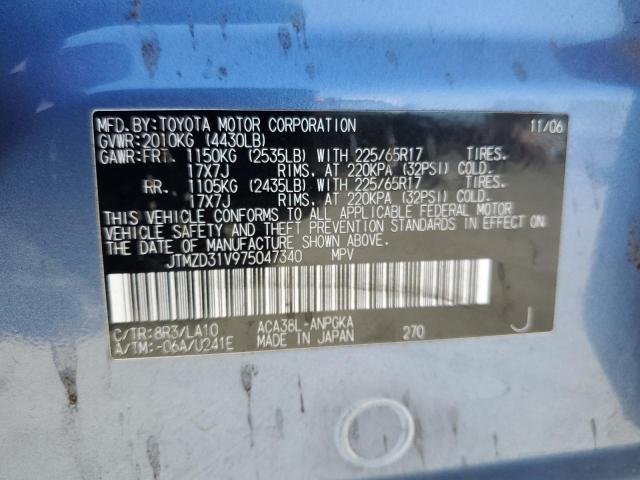 MFD.BY:TOYOTA MOTOR CORPORATION 11/06
GVWR:2010KG (4430LB)
GAWR:FRT. 1150KG (2535LB) WITH 225/65R17 TIRES.
17X7J RIMS, AT 220KPA (32PSI) COLD.
RR. 1105KG (2435LB) WITH 225/65R17 TIRES.
17X7J RIMS, AT 220KPA (32PSI) COLD.
THIS VEHICLE CONFORMS TO ALL APPLICABLE FEDERAL MOTOR
VEHICLE SAFETY AND THEFT PREVENTION STANDARDS IN EFFECT ON
THE DATE OF MANUFACTURE SHOWN ABOVE.
JTMZD31V975047340 MPV
C/TR:8R3/LA10 ACA38L-ANPGKA J
A/TM:-06A/U241E MADE IN JAPAN 270